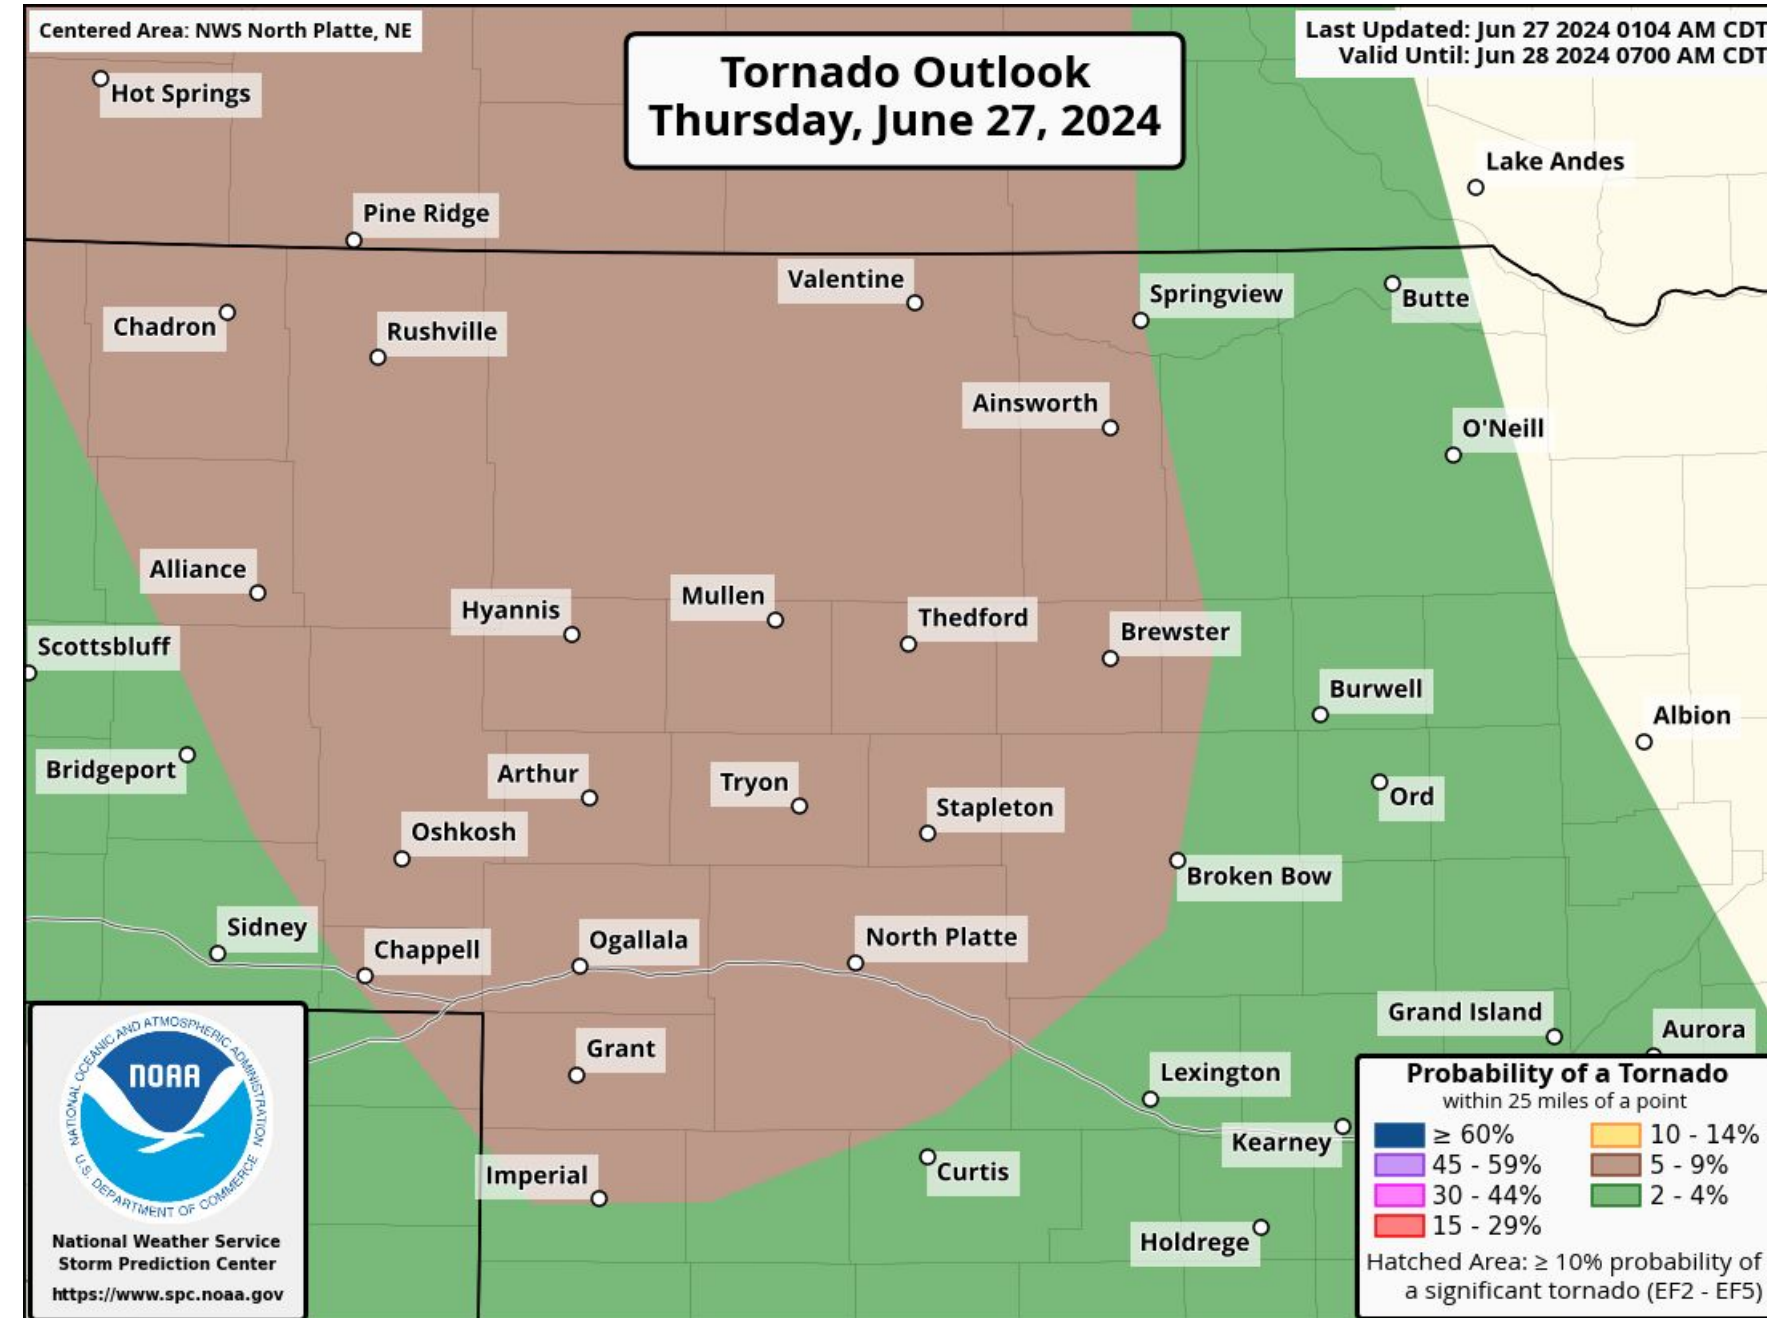 Centered Area: NWS North Platte, NE
Last Updated: Jun 27 2024 0104 AM CDT
Valid Until: Jun 28 2024 0700 AM CDT
Tornado Outlook
Thursday, June 27, 2024
Hot Springs
Lake Andes
Pine Ridge
Valentine
Springview
Butte
Chadron
Rushville
Ainsworth
O'Neill
Alliance
Hyannis
Mullen
Thedford
Brewster
Scottsbluff
Burwell
Albion
Bridgeport
Arthur
Tryon
Stapleton
Ord
Oshkosh
Broken Bow
Sidney
Chappell
Ogallala
North Platte
Grand Island
Aurora
Grant
Lexington
Kearney
Imperial
Curtis
Holdrege
NATIONAL OCEANIC AND ATMOSPHERIC ADMINISTRATION
NOAA
U.S. DEPARTMENT OF COMMERCE
National Weather Service
Storm Prediction Center
https://www.spc.noaa.gov
Probability of a Tornado
within 25 miles of a point
≥ 60% 10 - 14%
45 - 59% 5 - 9%
30 - 44% 2 - 4%
15 - 29%
Hatched Area: ≥ 10% probability of
a significant tornado (EF2 - EF5)